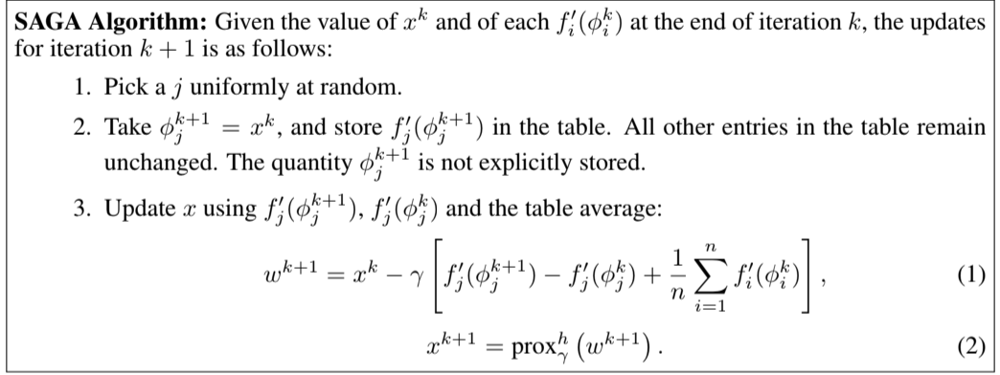 SAGA Algorithm: Given the value of $x^k$ and of each $f_i'(\phi_i^k)$ at the end of iteration $k$, the updates
for iteration $k+1$ is as follows:
1. Pick a $j$ uniformly at random.
2. Take $\phi_j^{k+1} = x^k$, and store $f_j'(\phi_j^{k+1})$ in the table. All other entries in the table remain
unchanged. The quantity $\phi_j^{k+1}$ is not explicitly stored.
3. Update $x$ using $f_j'(\phi_j^{k+1})$, $f_j'(\phi_j^k)$ and the table average:
$w^{k+1} = x^k - \gamma \left[ f_j'(\phi_j^{k+1}) - f_j'(\phi_j^k) + \frac{1}{n} \sum_{i=1}^{n} f_i'(\phi_i^k) \right],$ (1)
$x^{k+1} = \text{prox}_\gamma^h \left( w^{k+1} \right).$ (2)